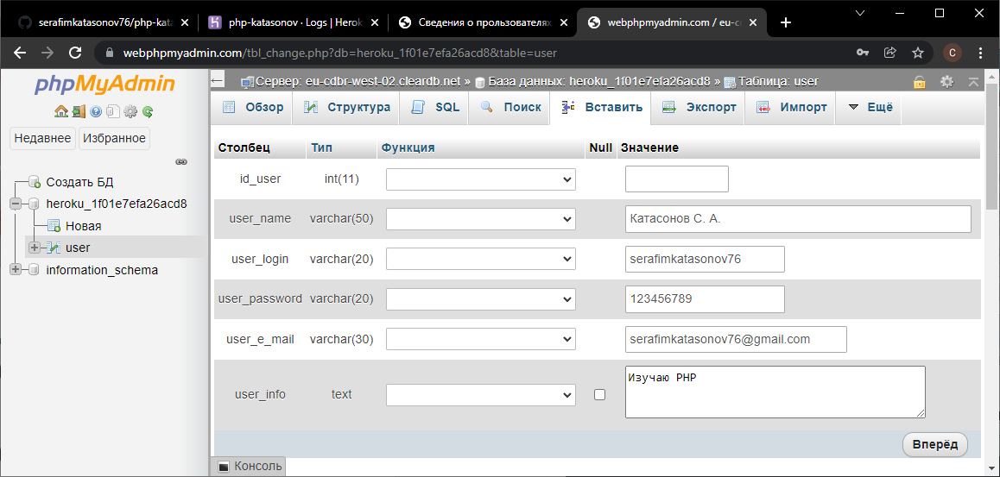 serafimkatasonov76/php-kata
php-katasonov · Logs | Herok
Сведения о пользователях
webphpmyadmin.com / eu-c
webphpmyadmin.com/tbl_change.php?db=heroku_1f01e7efa26acd8&table=user
C
phpMyAdmin
Недавнее Избранное
Создать БД
heroku_1f01e7efa26acd8
Новая
user
information_schema
Сервер: eu-cdbr-west-02.cleardb.net » База данных: heroku_1f01e7efa26acd8 » Таблица: user
Обзор Структура SQL Поиск Вставить Экспорт Импорт Ещё
Столбец Тип Функция Null Значение
id_user int(11)
user_name varchar(50) Катасонов С. А.
user_login varchar(20) serafimkatasonov76
user_password varchar(20) 123456789
user_e_mail varchar(30) serafimkatasonov76@gmail.com
user_info text Изучаю PHP
Вперёд
Консоль